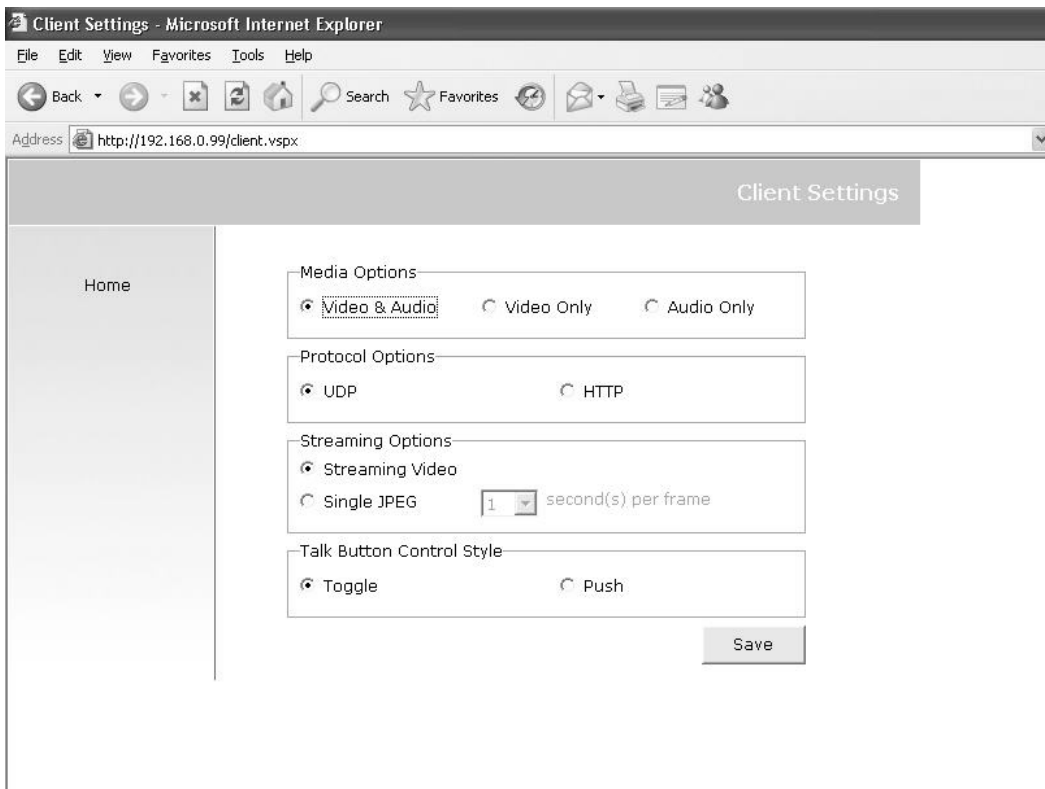 Client Settings - Microsoft Internet Explorer
File Edit View Favorites Tools Help
Back Search Favorites
Address http://192.168.0.99/client.vspx
Client Settings
Home
Media Options
Video & Audio Video Only Audio Only
Protocol Options
UDP HTTP
Streaming Options
Streaming Video
Single JPEG 1 second(s) per frame
Talk Button Control Style
Toggle Push
Save